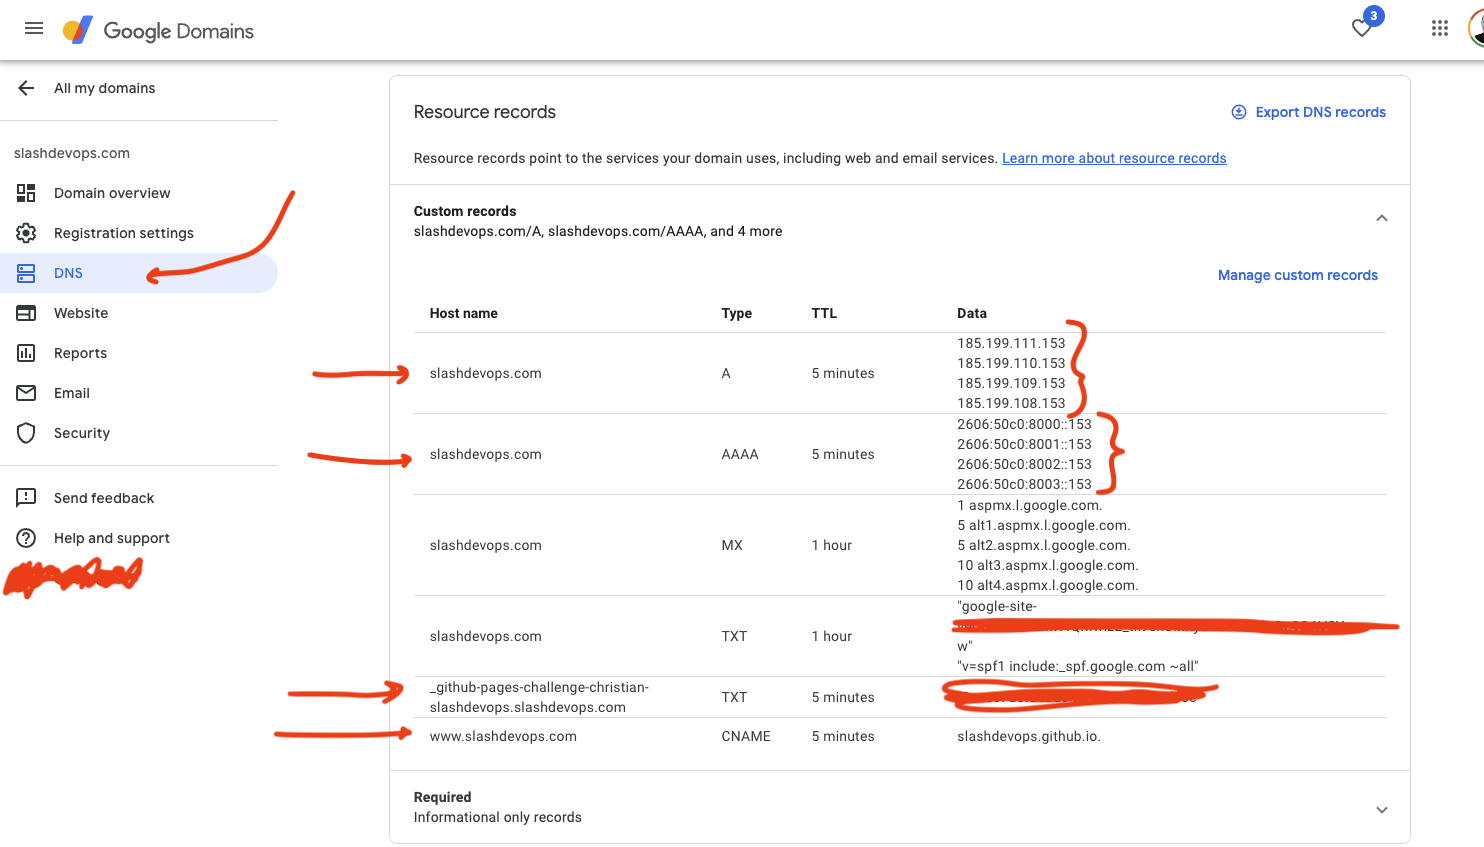 Google Domains
3
All my domains
slashdevops.com
Domain overview
Registration settings
DNS
Website
Reports
Email
Security
Send feedback
Help and support
Resource records
Export DNS records
Resource records point to the services your domain uses, including web and email services. Learn more about resource records
Custom records
slashdevops.com/A, slashdevops.com/AAAA, and 4 more
Manage custom records
Host name Type TTL Data
slashdevops.com A 5 minutes
185.199.111.153
185.199.110.153
185.199.109.153
185.199.108.153
slashdevops.com AAAA 5 minutes
2606:50c0:8000::153
2606:50c0:8001::153
2606:50c0:8002::153
2606:50c0:8003::153
slashdevops.com MX 1 hour
1 aspmx.l.google.com.
5 alt1.aspmx.l.google.com.
5 alt2.aspmx.l.google.com.
10 alt3.aspmx.l.google.com.
10 alt4.aspmx.l.google.com.
slashdevops.com TXT 1 hour
"google-site-
w"
"v=spf1 include:_spf.google.com ~all"
_github-pages-challenge-christian-
slashdevops.slashdevops.com TXT 5 minutes
www.slashdevops.com CNAME 5 minutes slashdevops.github.io.
Required
Informational only records